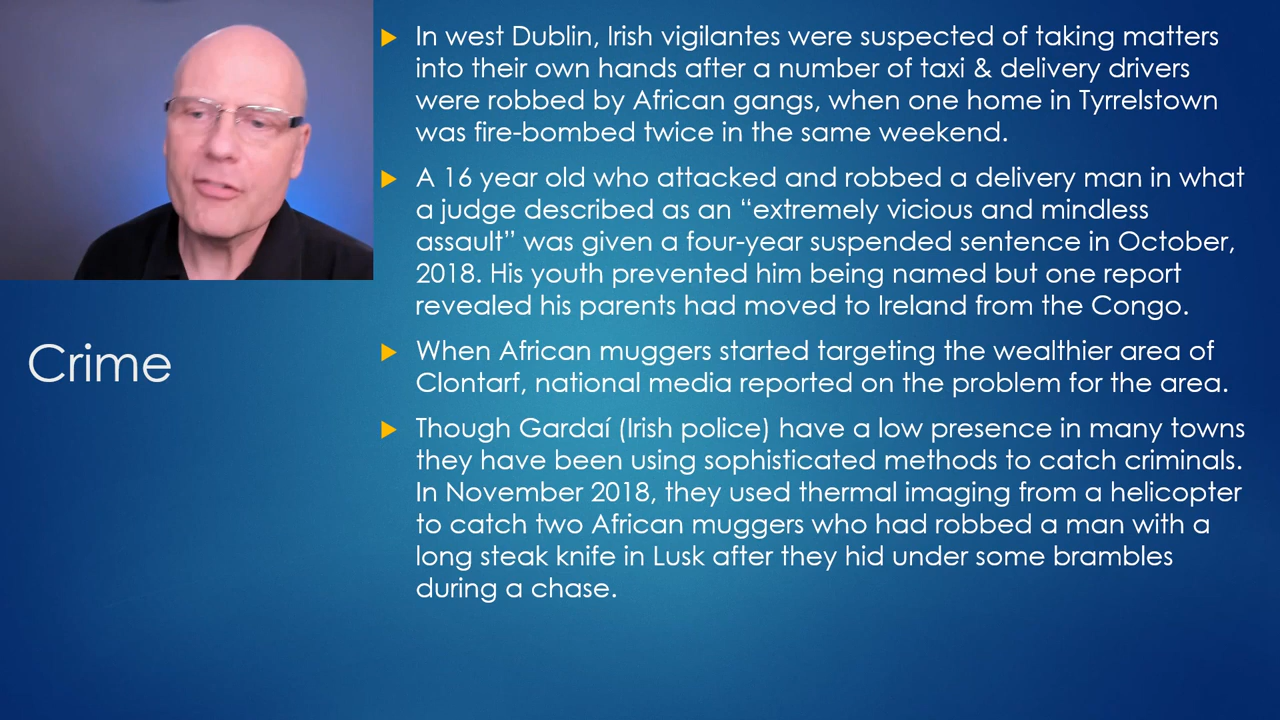 In west Dublin, Irish vigilantes were suspected of taking matters
into their own hands after a number of taxi & delivery drivers
were robbed by African gangs, when one home in Tyrrelstown
was fire-bombed twice in the same weekend.
A 16 year old who attacked and robbed a delivery man in what
a judge described as an “extremely vicious and mindless
assault” was given a four-year suspended sentence in October,
2018. His youth prevented him being named but one report
revealed his parents had moved to Ireland from the Congo.
When African muggers started targeting the wealthier area of
Clontarf, national media reported on the problem for the area.
Though Gardaí (Irish police) have a low presence in many towns
they have been using sophisticated methods to catch criminals.
In November 2018, they used thermal imaging from a helicopter
to catch two African muggers who had robbed a man with a
long steak knife in Lusk after they hid under some brambles
during a chase.
Crime